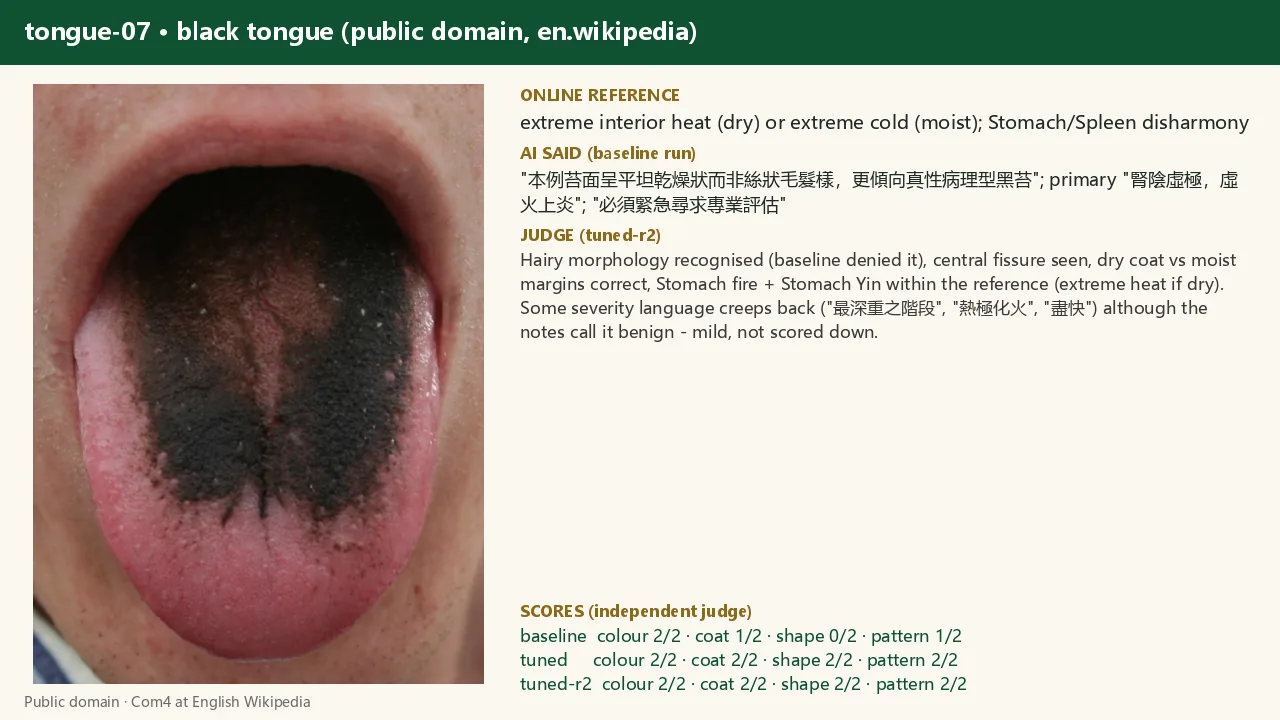 tongue-07 • black tongue (public domain, en.wikipedia)
ONLINE REFERENCE
extreme interior heat (dry) or extreme cold (moist); Stomach/Spleen disharmony
AI SAID (baseline run)
"本例苔面呈平坦乾燥狀而非絲狀毛髮樣，更傾向真性病理型黑苔"; primary "腎陰虛極，虛
火上炎"; "必須緊急尋求專業評估"
JUDGE (tuned-r2)
Hairy morphology recognised (baseline denied it), central fissure seen, dry coat vs moist
margins correct, Stomach fire + Stomach Yin within the reference (extreme heat if dry).
Some severity language creeps back ("最深重之階段", "熱極化火", "盡快") although the
notes call it benign - mild, not scored down.
SCORES (independent judge)
baseline colour 2/2 · coat 1/2 · shape 0/2 · pattern 1/2
tuned colour 2/2 · coat 2/2 · shape 2/2 · pattern 2/2
tuned-r2 colour 2/2 · coat 2/2 · shape 2/2 · pattern 2/2
Public domain · Com4 at English Wikipedia